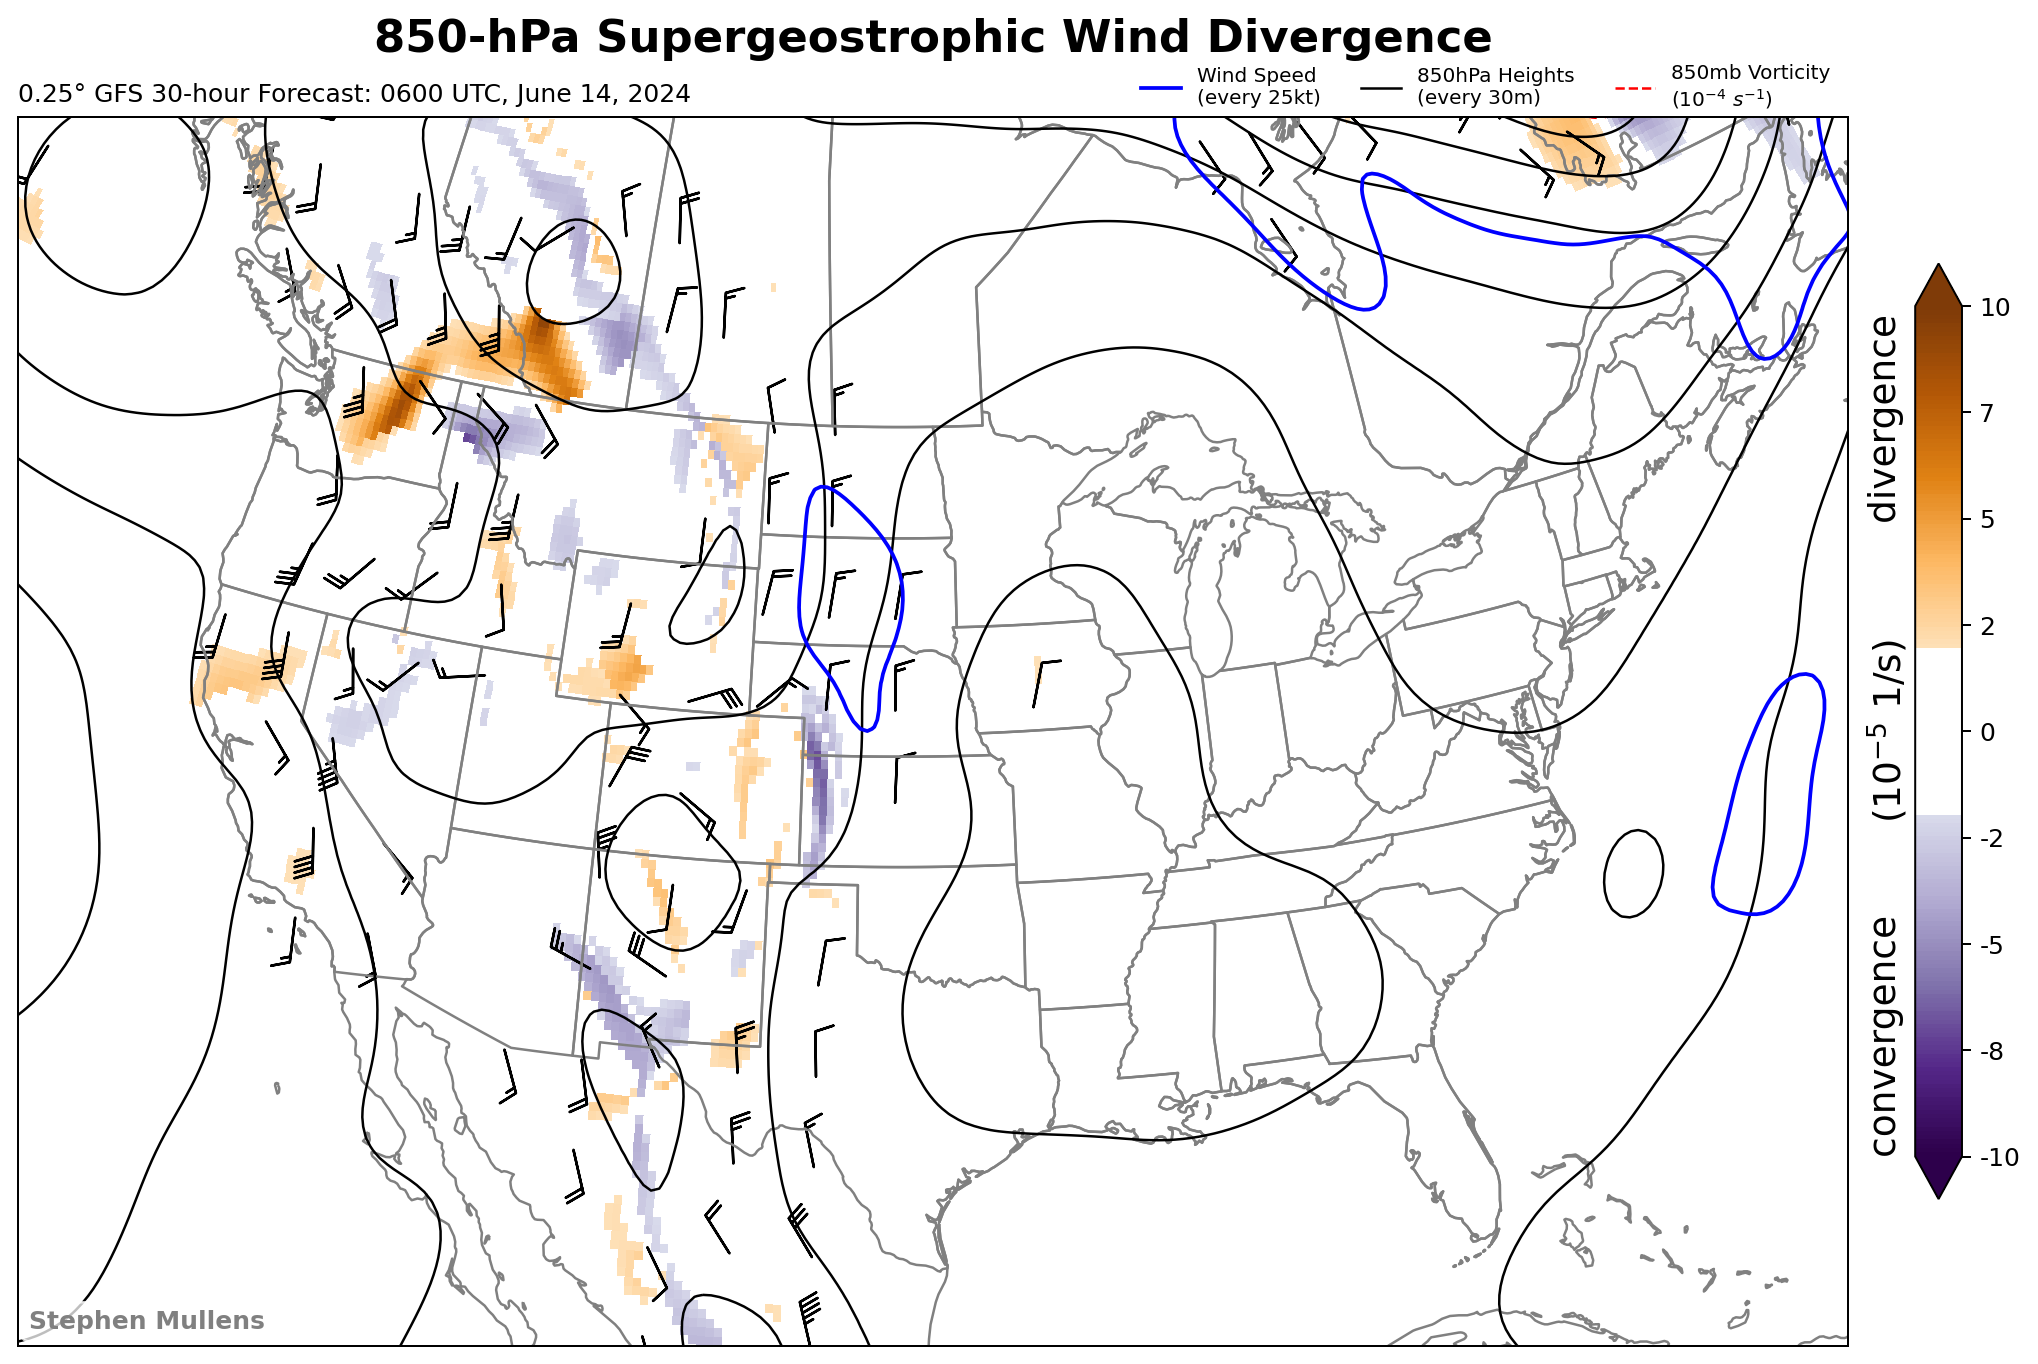 850-hPa Supergeostrophic Wind Divergence
0.25° GFS 30-hour Forecast: 0600 UTC, June 14, 2024
Wind Speed
(every 25kt)
850hPa Heights
(every 30m)
850mb Vorticity
(10⁻⁴ s⁻¹)
10
7
5
2
0
-2
-5
-8
-10
convergence (10⁻⁵ 1/s) divergence
Stephen Mullens